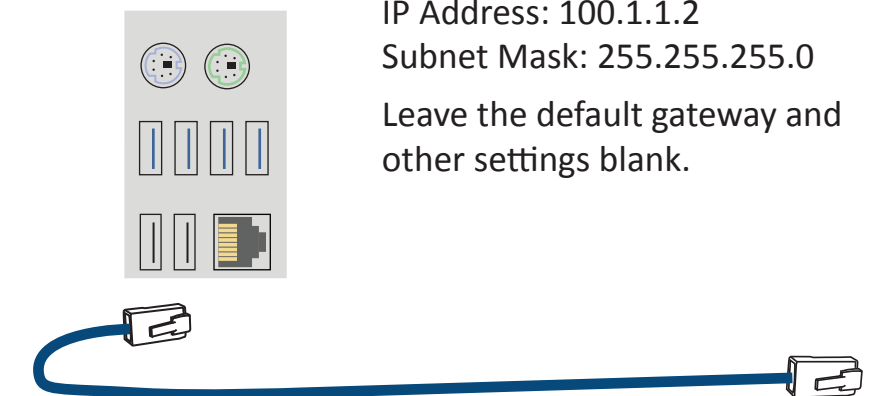 IP Address: 100.1.1.2
Subnet Mask: 255.255.255.0
Leave the default gateway and
other settings blank.